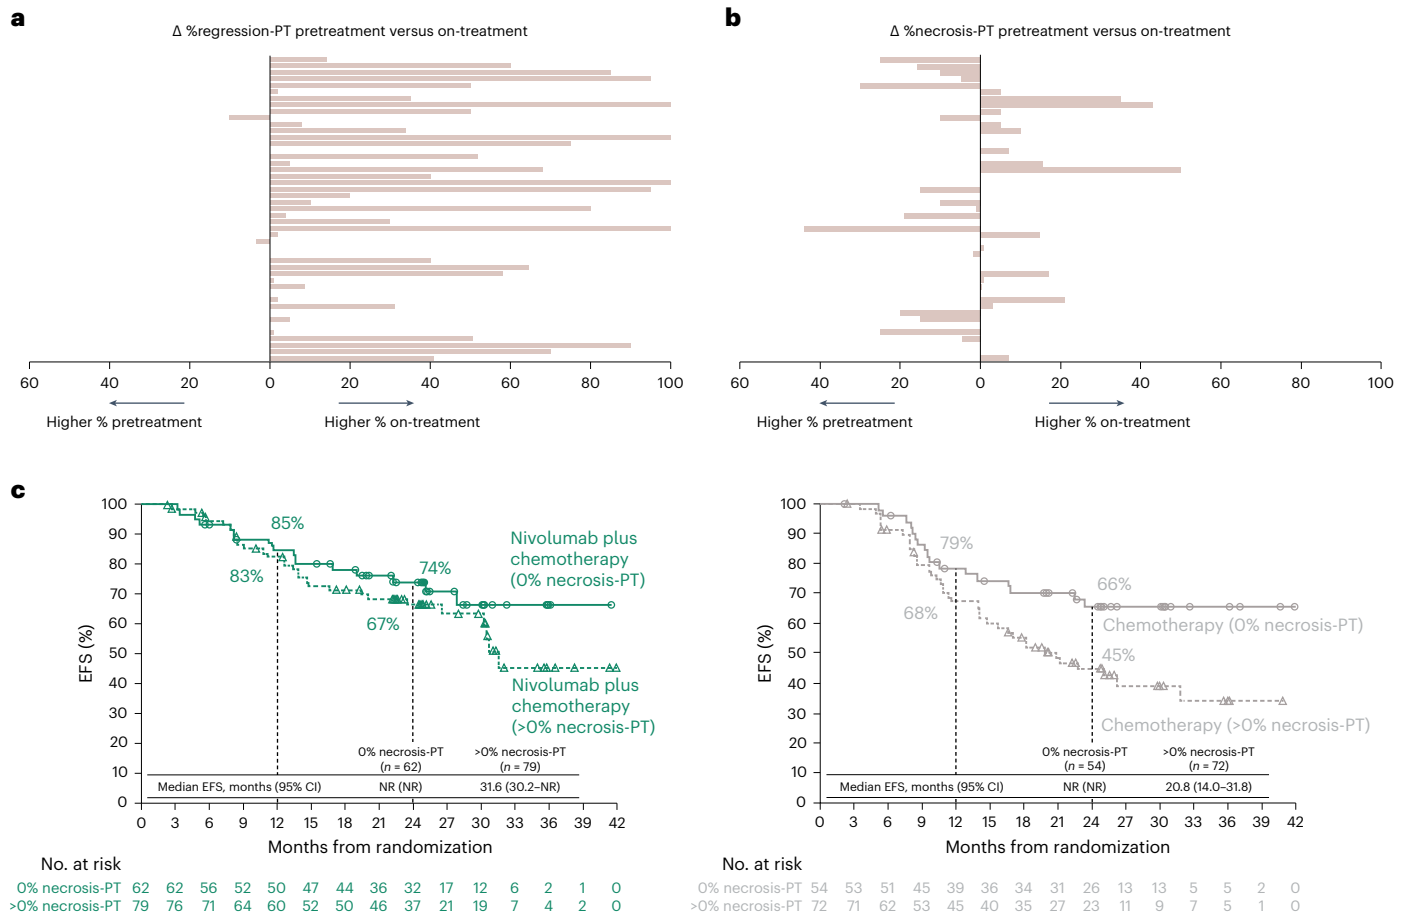 a
Δ %regression-PT pretreatment versus on-treatment
60 40 20 0 20 40 60 80 100
Higher % pretreatment Higher % on-treatment
b
Δ %necrosis-PT pretreatment versus on-treatment
60 40 20 0 20 40 60 80 100
Higher % pretreatment Higher % on-treatment
c
EFS (%)
100
90
80
70
60
50
40
30
20
10
0
85%
83%
74%
67%
Nivolumab plus
chemotherapy
(0% necrosis-PT)
Nivolumab plus
chemotherapy
(>0% necrosis-PT)
0% necrosis-PT >0% necrosis-PT
(n = 62) (n = 79)
Median EFS, months (95% CI) NR (NR) 31.6 (30.2–NR)
0 3 6 9 12 15 18 21 24 27 30 33 36 39 42
Months from randomization
No. at risk
0% necrosis-PT 62 62 56 52 50 47 44 36 32 17 12 6 2 1 0
>0% necrosis-PT 79 76 71 64 60 52 50 46 37 21 19 7 4 2 0
EFS (%)
100
90
80
70
60
50
40
30
20
10
0
79%
68%
66%
Chemotherapy (0% necrosis-PT)
45%
Chemotherapy (>0% necrosis-PT)
0% necrosis-PT >0% necrosis-PT
(n = 54) (n = 72)
Median EFS, months (95% CI) NR (NR) 20.8 (14.0–31.8)
0 3 6 9 12 15 18 21 24 27 30 33 36 39 42
Months from randomization
No. at risk
0% necrosis-PT 54 53 51 45 39 36 34 31 26 13 13 5 5 2 0
>0% necrosis-PT 72 71 62 53 45 40 35 27 23 11 9 7 5 1 0